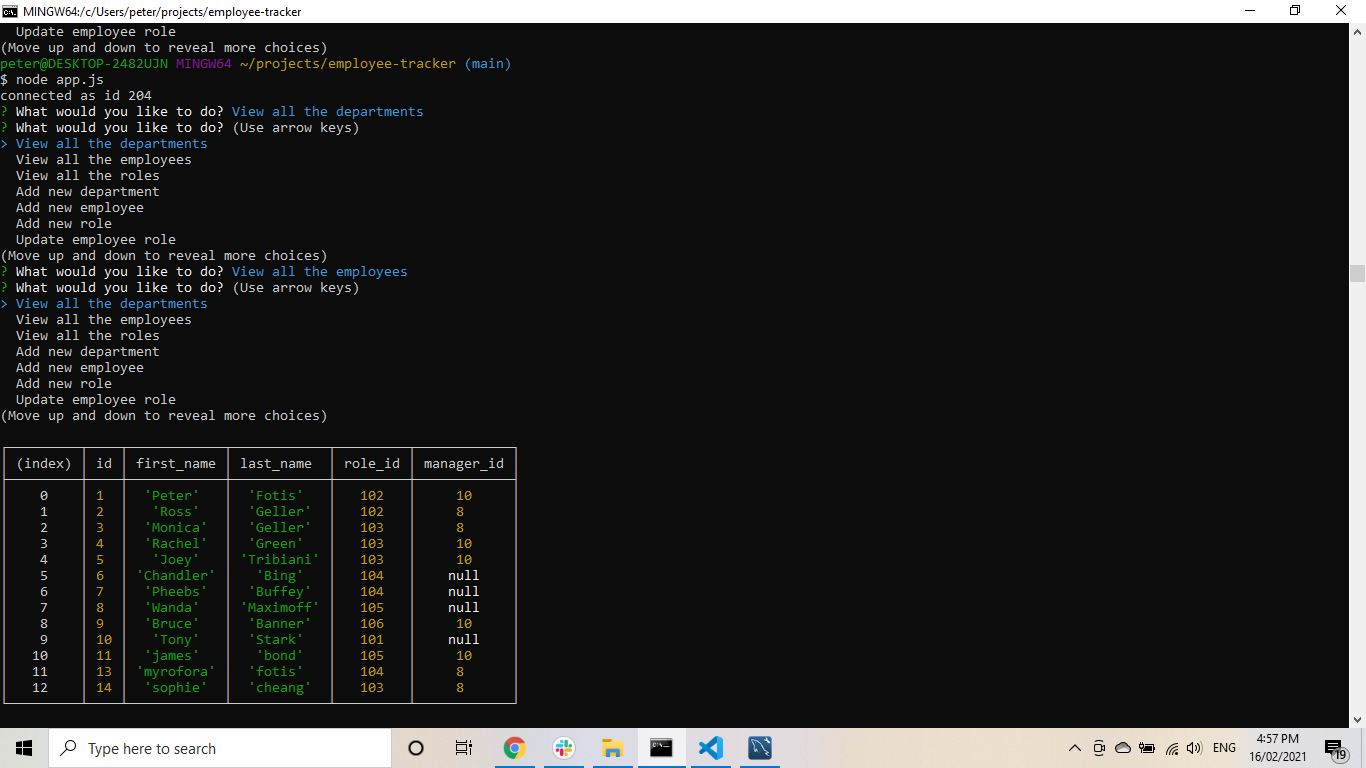 MINGW64:/c/Users/peter/projects/employee-tracker
Update employee role
(Move up and down to reveal more choices)
peter@DESKTOP-2482UJN MINGW64 ~/projects/employee-tracker (main)
$ node app.js
connected as id 204
? What would you like to do? View all the departments
? What would you like to do? (Use arrow keys)
> View all the departments
View all the employees
View all the roles
Add new department
Add new employee
Add new role
Update employee role
(Move up and down to reveal more choices)
? What would you like to do? View all the employees
? What would you like to do? (Use arrow keys)
> View all the departments
View all the employees
View all the roles
Add new department
Add new employee
Add new role
Update employee role
(Move up and down to reveal more choices)
(index) id first_name last_name role_id manager_id
0 1 'Peter' 'Fotis' 102 10
1 2 'Ross' 'Geller' 102 8
2 3 'Monica' 'Geller' 103 8
3 4 'Rachel' 'Green' 103 10
4 5 'Joey' 'Tribiani' 103 10
5 6 'Chandler' 'Bing' 104 null
6 7 'Pheebs' 'Buffey' 104 null
7 8 'Wanda' 'Maximoff' 105 null
8 9 'Bruce' 'Banner' 106 10
9 10 'Tony' 'Stark' 101 null
10 11 'james' 'bond' 105 10
11 13 'myrofora' 'fotis' 104 8
12 14 'sophie' 'cheang' 103 8
Type here to search
ENG
4:57 PM
16/02/2021
19